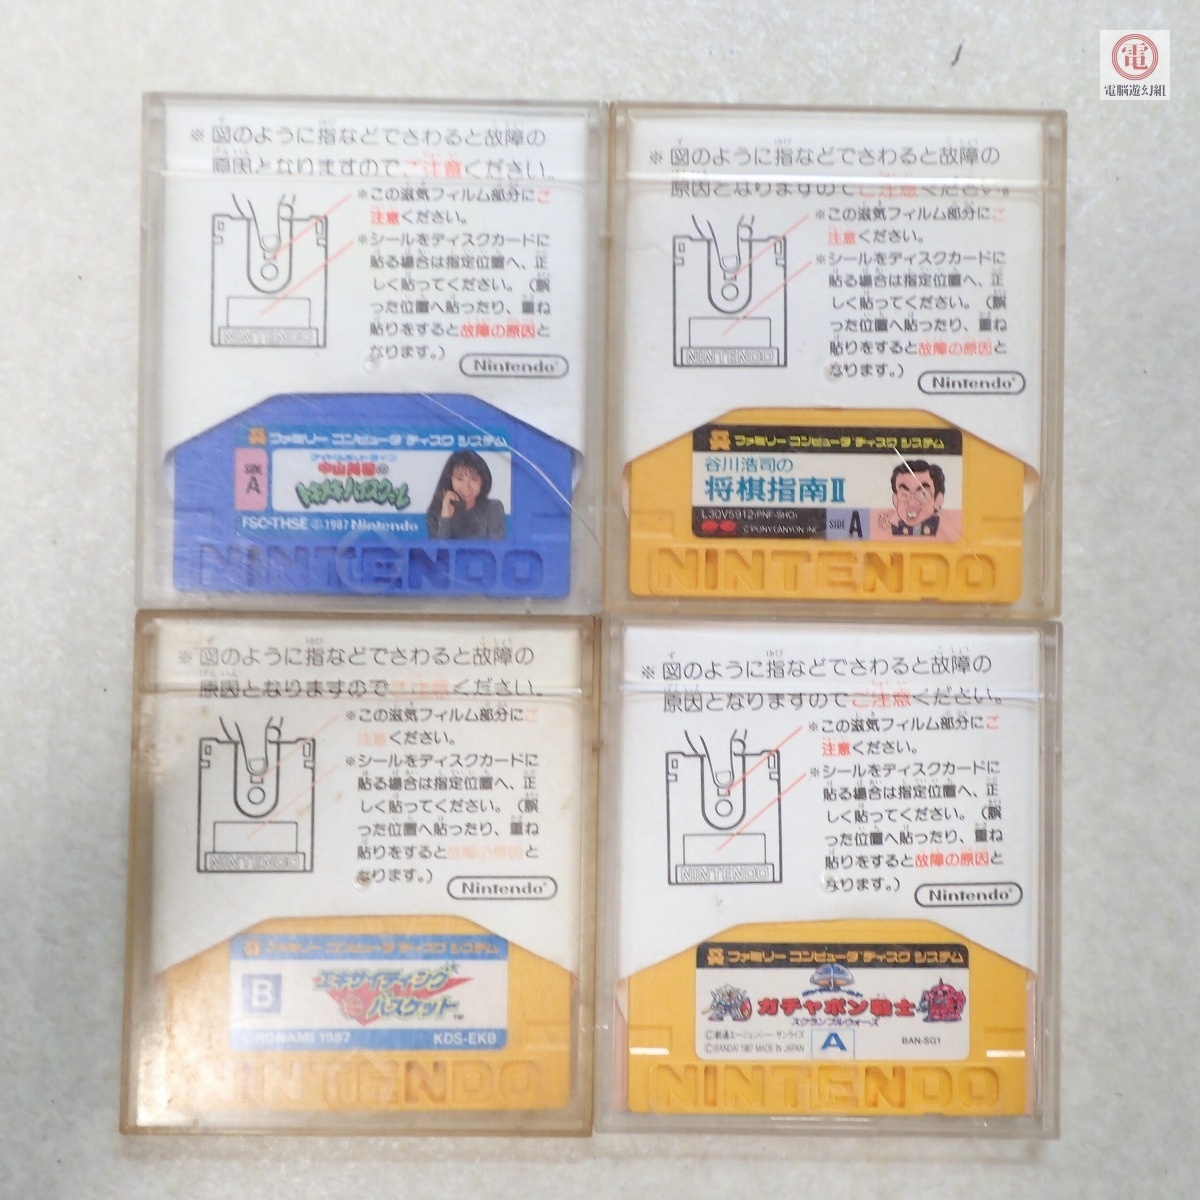 電
電脳遊幻組
※図のように指などでさわると故障の
原因となりますのでご注意ください。
※この磁気フィルム部分にご
注意ください。
※シールをディスクカードに
貼る場合は指定位置へ、正
しく貼ってください。(誤
った位置へ貼ったり、重ね
貼りをすると故障の原因と
なります。)
NINTENDO
Nintendo®
ファミリー コンピュータ ディスク システム
SIDE A
アイドルホットライン
中山美穂の
トキメキハイスクール
FSC-THSE ©1987 Nintendo
NINTENDO
※図のように指などでさわると故障の
原因となりますのでご注意ください。
※この磁気フィルム部分にご
注意ください。
※シールをディスクカードに
貼る場合は指定位置へ、正
しく貼ってください。(誤
った位置へ貼ったり、重ね
貼りをすると故障の原因と
なります。)
NINTENDO
Nintendo®
ファミリー コンピュータ ディスク システム
谷川浩司の
将棋指南Ⅱ
L30V5912(PNF-SHO)
© PONYCANYON INC.
SIDE A
NINTENDO
※図のように指などでさわると故障の
原因となりますのでご注意ください。
※この磁気フィルム部分にご
注意ください。
※シールをディスクカードに
貼る場合は指定位置へ、正
しく貼ってください。(誤
った位置へ貼ったり、重ね
貼りをすると故障の原因と
なります。)
NINTENDO
Nintendo®
ファミリー コンピュータ ディスク システム
B
エキサイティング
バスケット™
© KONAMI 1987 KDS-EKB
NINTENDO
※図のように指などでさわると故障の
原因となりますのでご注意ください。
※この磁気フィルム部分にご
注意ください。
※シールをディスクカードに
貼る場合は指定位置へ、正
しく貼ってください。(誤
った位置へ貼ったり、重ね
貼りをすると故障の原因と
なります。)
NINTENDO
Nintendo®
ファミリー コンピュータ ディスク システム
ガチャポン戦士
スクランブルウォーズ
©創通エージェンシー・サンライズ
©BANDAI 1987 MADE IN JAPAN
A
BAN-SG1
NINTENDO